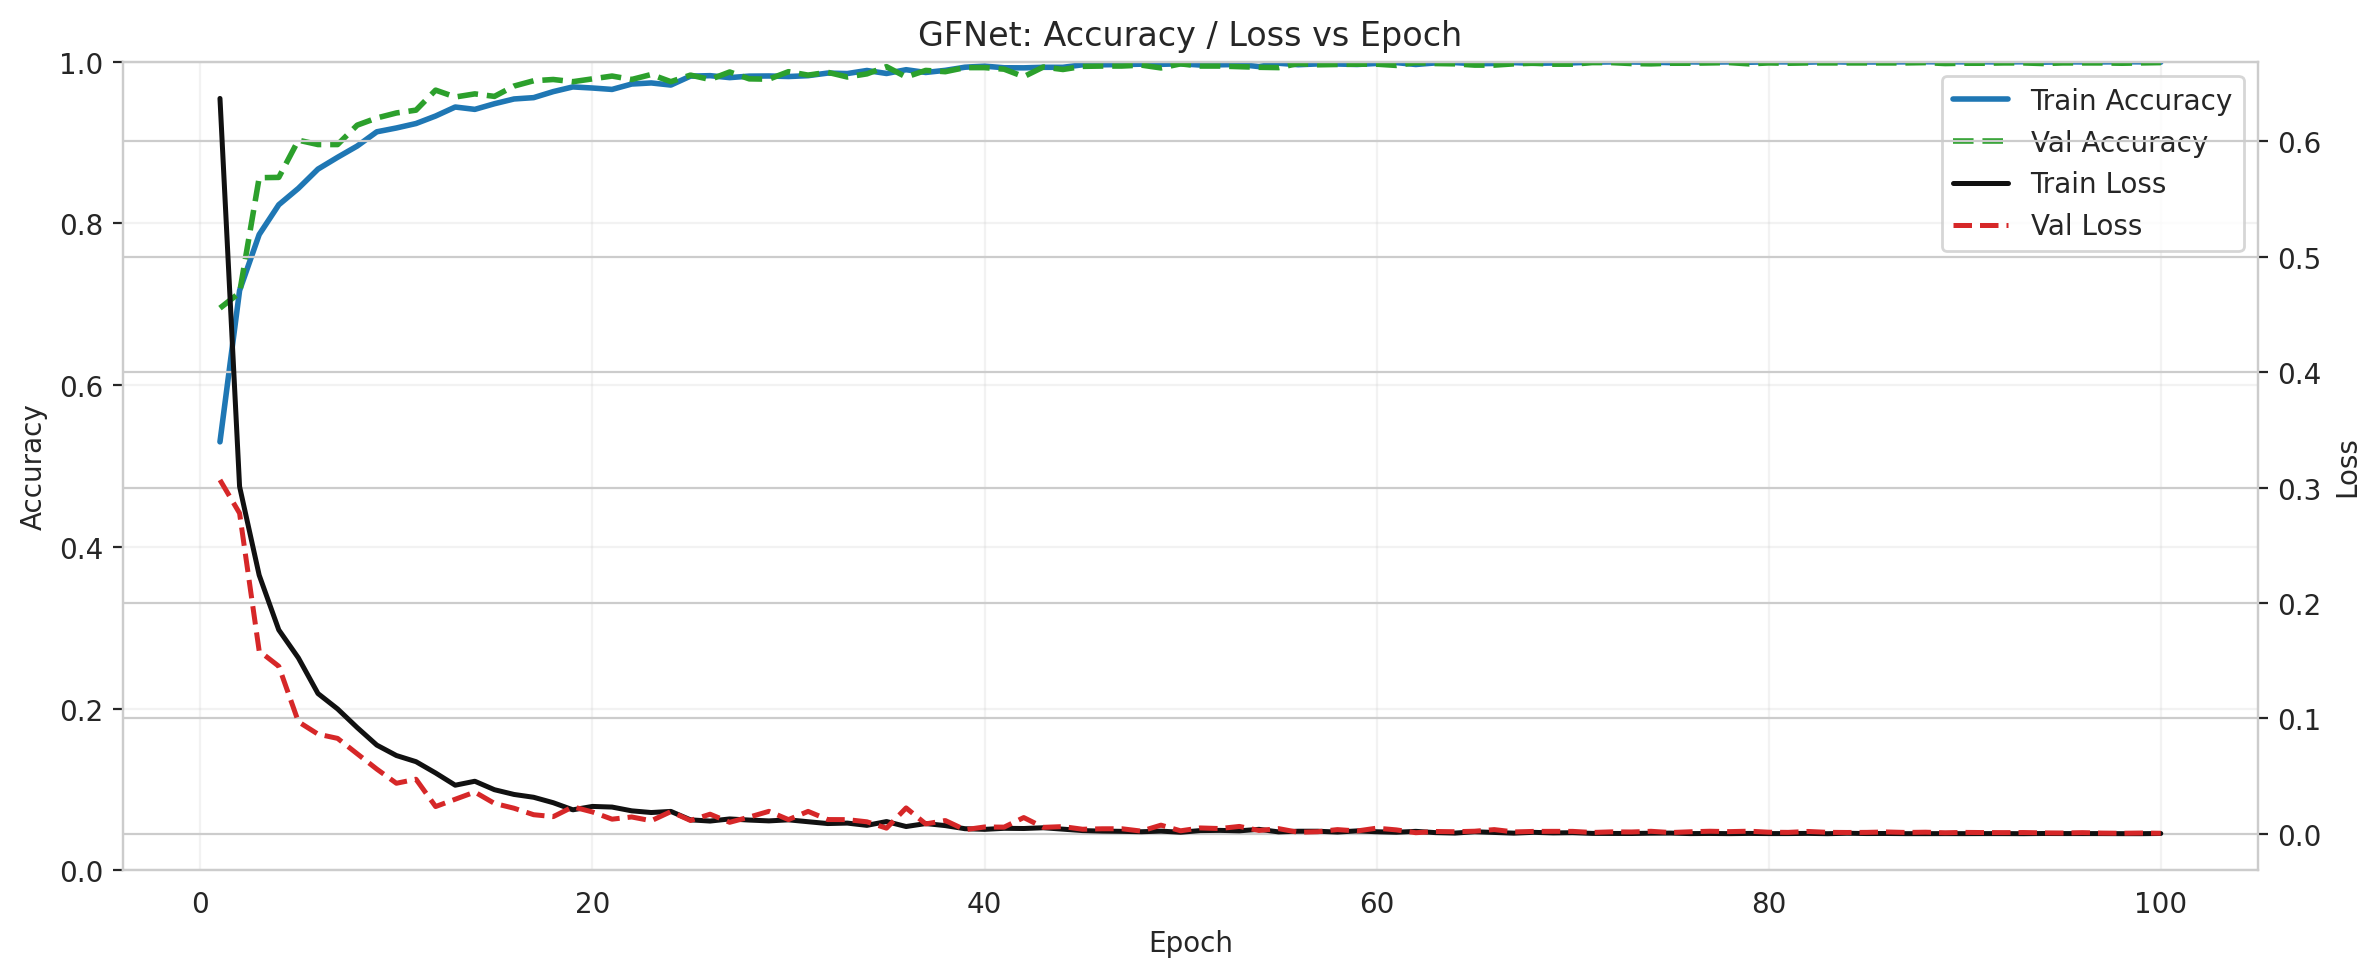 GFNet: Accuracy / Loss vs Epoch
1.0
0.8
0.6
0.4
0.2
0.0
Accuracy
Train Accuracy
Val Accuracy
Train Loss
Val Loss
0.6
0.5
0.4
0.3
0.2
0.1
0.0
Loss
0 20 40 60 80 100
Epoch